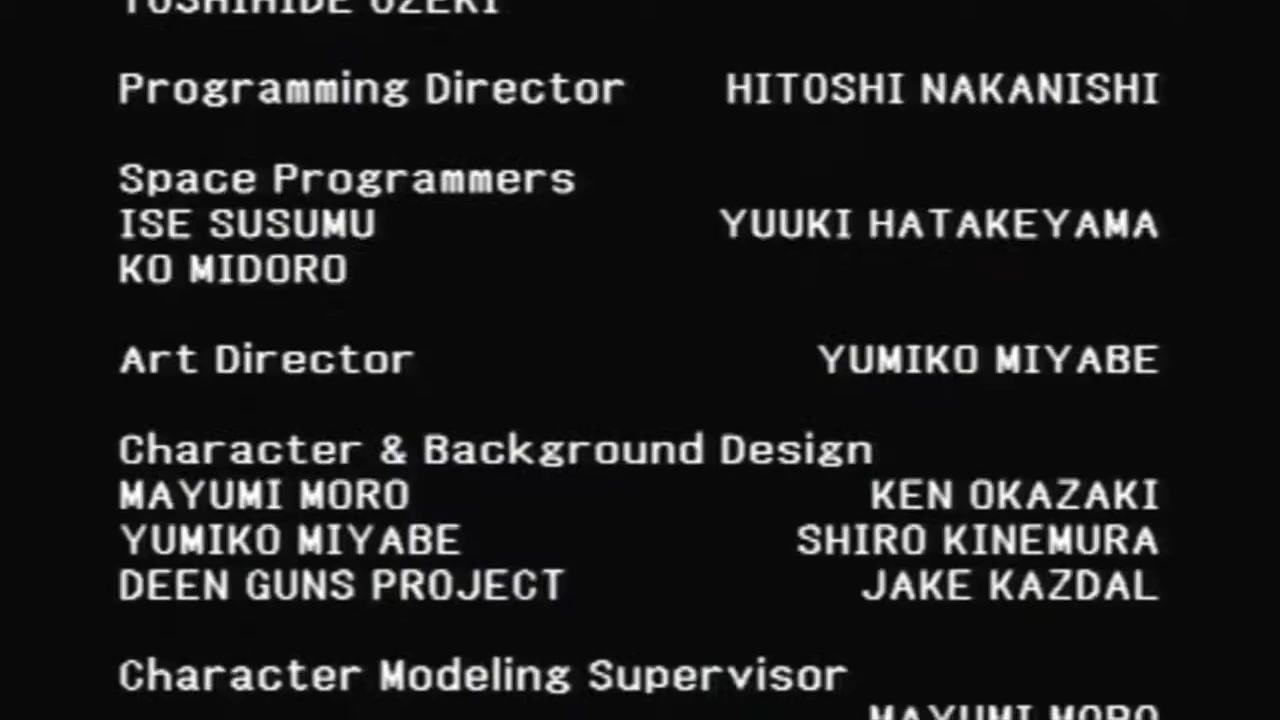 YOSHIHIDE OZEKI
Programming Director HITOSHI NAKANISHI
Space Programmers
ISE SUSUMU YUUKI HATAKEYAMA
KO MIDORO
Art Director YUMIKO MIYABE
Character & Background Design
MAYUMI MORO KEN OKAZAKI
YUMIKO MIYABE SHIRO KINEMURA
DEEN GUNS PROJECT JAKE KAZDAL
Character Modeling Supervisor
MAYUMI MORO